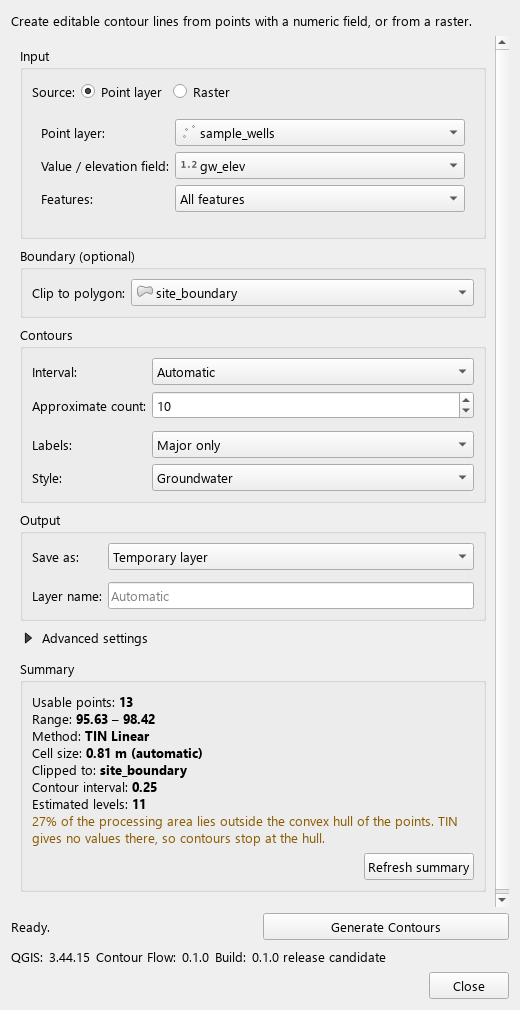 Create editable contour lines from points with a numeric field, or from a raster.
Input
Source: Point layer Raster
Point layer: sample_wells
Value / elevation field: 1.2 gw_elev
Features: All features
Boundary (optional)
Clip to polygon: site_boundary
Contours
Interval: Automatic
Approximate count: 10
Labels: Major only
Style: Groundwater
Output
Save as: Temporary layer
Layer name: Automatic
Advanced settings
Summary
Usable points: 13
Range: 95.63 – 98.42
Method: TIN Linear
Cell size: 0.81 m (automatic)
Clipped to: site_boundary
Contour interval: 0.25
Estimated levels: 11
27% of the processing area lies outside the convex hull of the points. TIN
gives no values there, so contours stop at the hull.
Refresh summary
Ready. Generate Contours
QGIS: 3.44.15 Contour Flow: 0.1.0 Build: 0.1.0 release candidate
Close